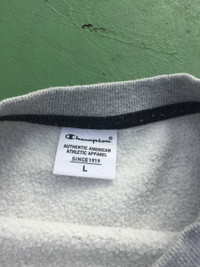 Champion
AUTHENTIC AMERICAN
ATHLETIC APPAREL
SINCE1919
L